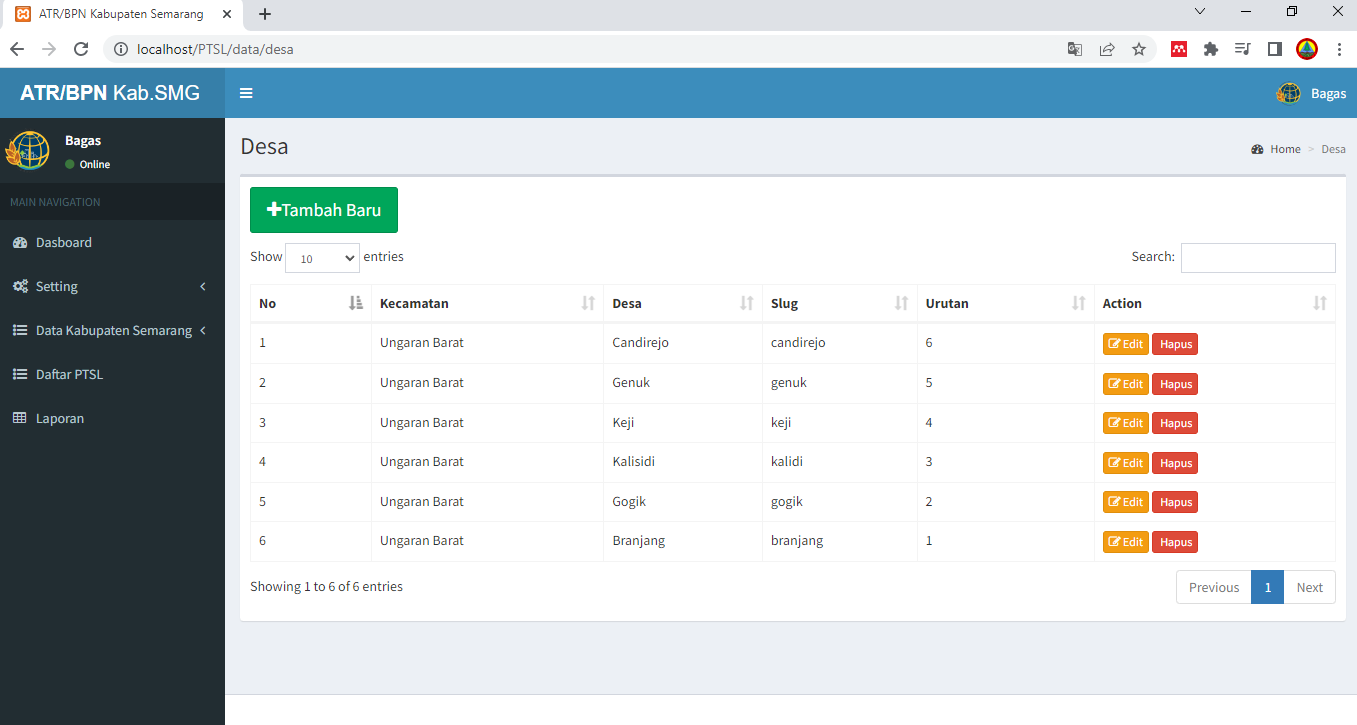 ATR/BPN Kabupaten Semarang
localhost/PTSL/data/desa
ATR/BPN Kab.SMG
Bagas
Bagas
Online
Desa
Home > Desa
MAIN NAVIGATION
Dasboard
Setting
Data Kabupaten Semarang
Daftar PTSL
Laporan
Tambah Baru
Show 10 entries Search:
No Kecamatan Desa Slug Urutan Action
1 Ungaran Barat Candirejo candirejo 6 Edit Hapus
2 Ungaran Barat Genuk genuk 5 Edit Hapus
3 Ungaran Barat Keji keji 4 Edit Hapus
4 Ungaran Barat Kalisidi kalidi 3 Edit Hapus
5 Ungaran Barat Gogik gogik 2 Edit Hapus
6 Ungaran Barat Branjang branjang 1 Edit Hapus
Showing 1 to 6 of 6 entries Previous 1 Next